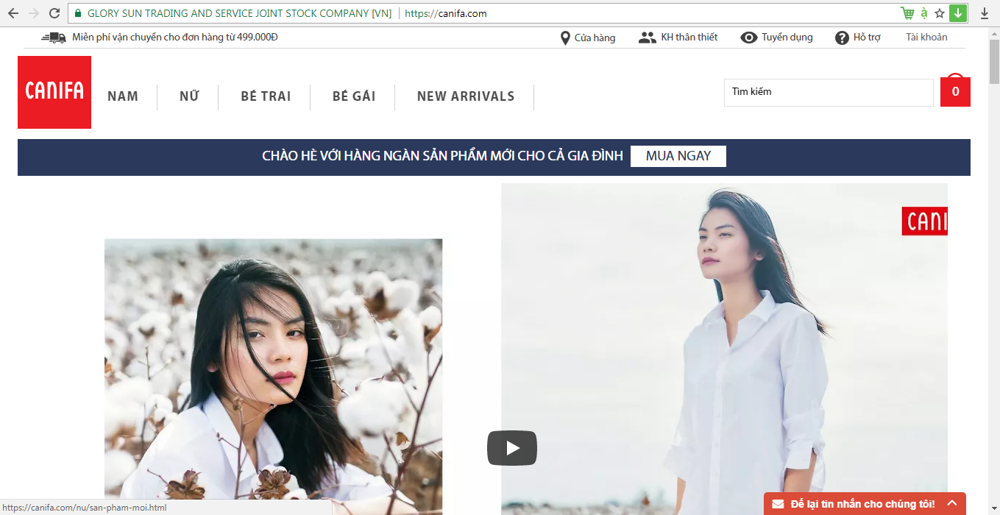 GLORY SUN TRADING AND SERVICE JOINT STOCK COMPANY [VN] https://canifa.com
à
Miễn phí vận chuyển cho đơn hàng từ 499.000Đ
Cửa hàng
KH thân thiết
Tuyển dụng
? Hỗ trợ
Tài khoản
CANIFA
NAM
NỮ
BÉ TRAI
BÉ GÁI
NEW ARRIVALS
Tìm kiếm
0
CHÀO HÈ VỚI HÀNG NGÀN SẢN PHẨM MỚI CHO CẢ GIA ĐÌNH MUA NGAY
CANI
Để lại tin nhắn cho chúng tôi!
https://canifa.com/nu/san-pham-moi.html